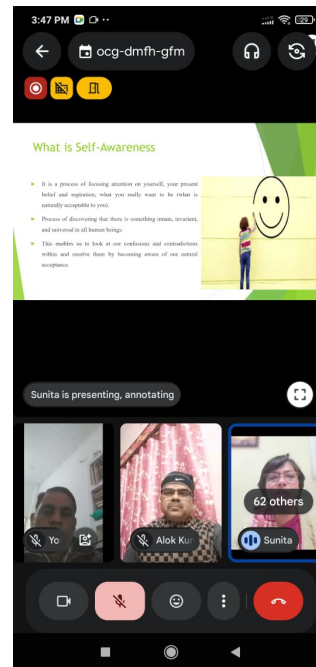 3:47 PM
29
ocg-dmfh-gfm
What is Self-Awareness
It is a process of focusing attention on yourself, your present
belief and aspiration, what you really want to be (what is
naturally acceptable to you).
Process of discovering that there is something innate, invariant,
and universal in all human beings.
This enables us to look at our confusions and contradictions
within and resolve them by becoming aware of our natural
acceptance.
Sunita is presenting, annotating
62 others
Yo
Alok Kur
Sunita